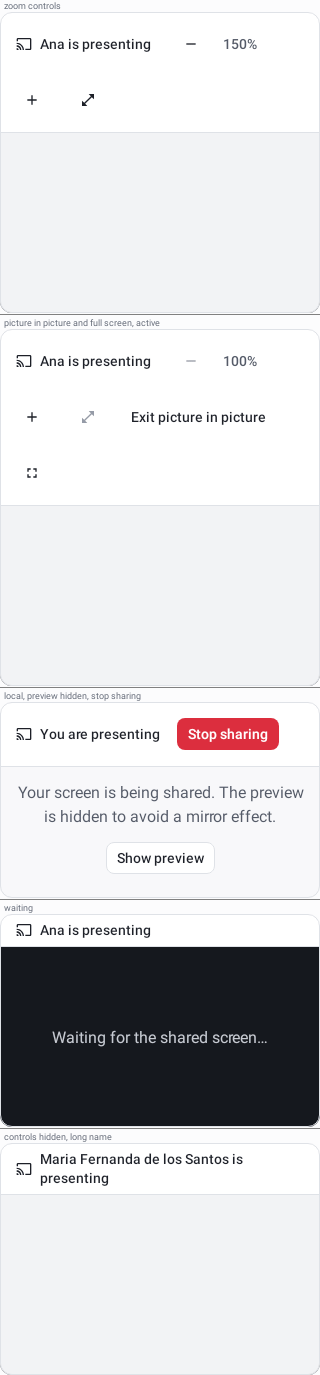 zoom controls
Ana is presenting
150%
picture in picture and full screen, active
Ana is presenting
100%
Exit picture in picture
local, preview hidden, stop sharing
You are presenting
Stop sharing
Your screen is being shared. The preview
is hidden to avoid a mirror effect.
Show preview
waiting
Ana is presenting
Waiting for the shared screen…
controls hidden, long name
Maria Fernanda de los Santos is
presenting